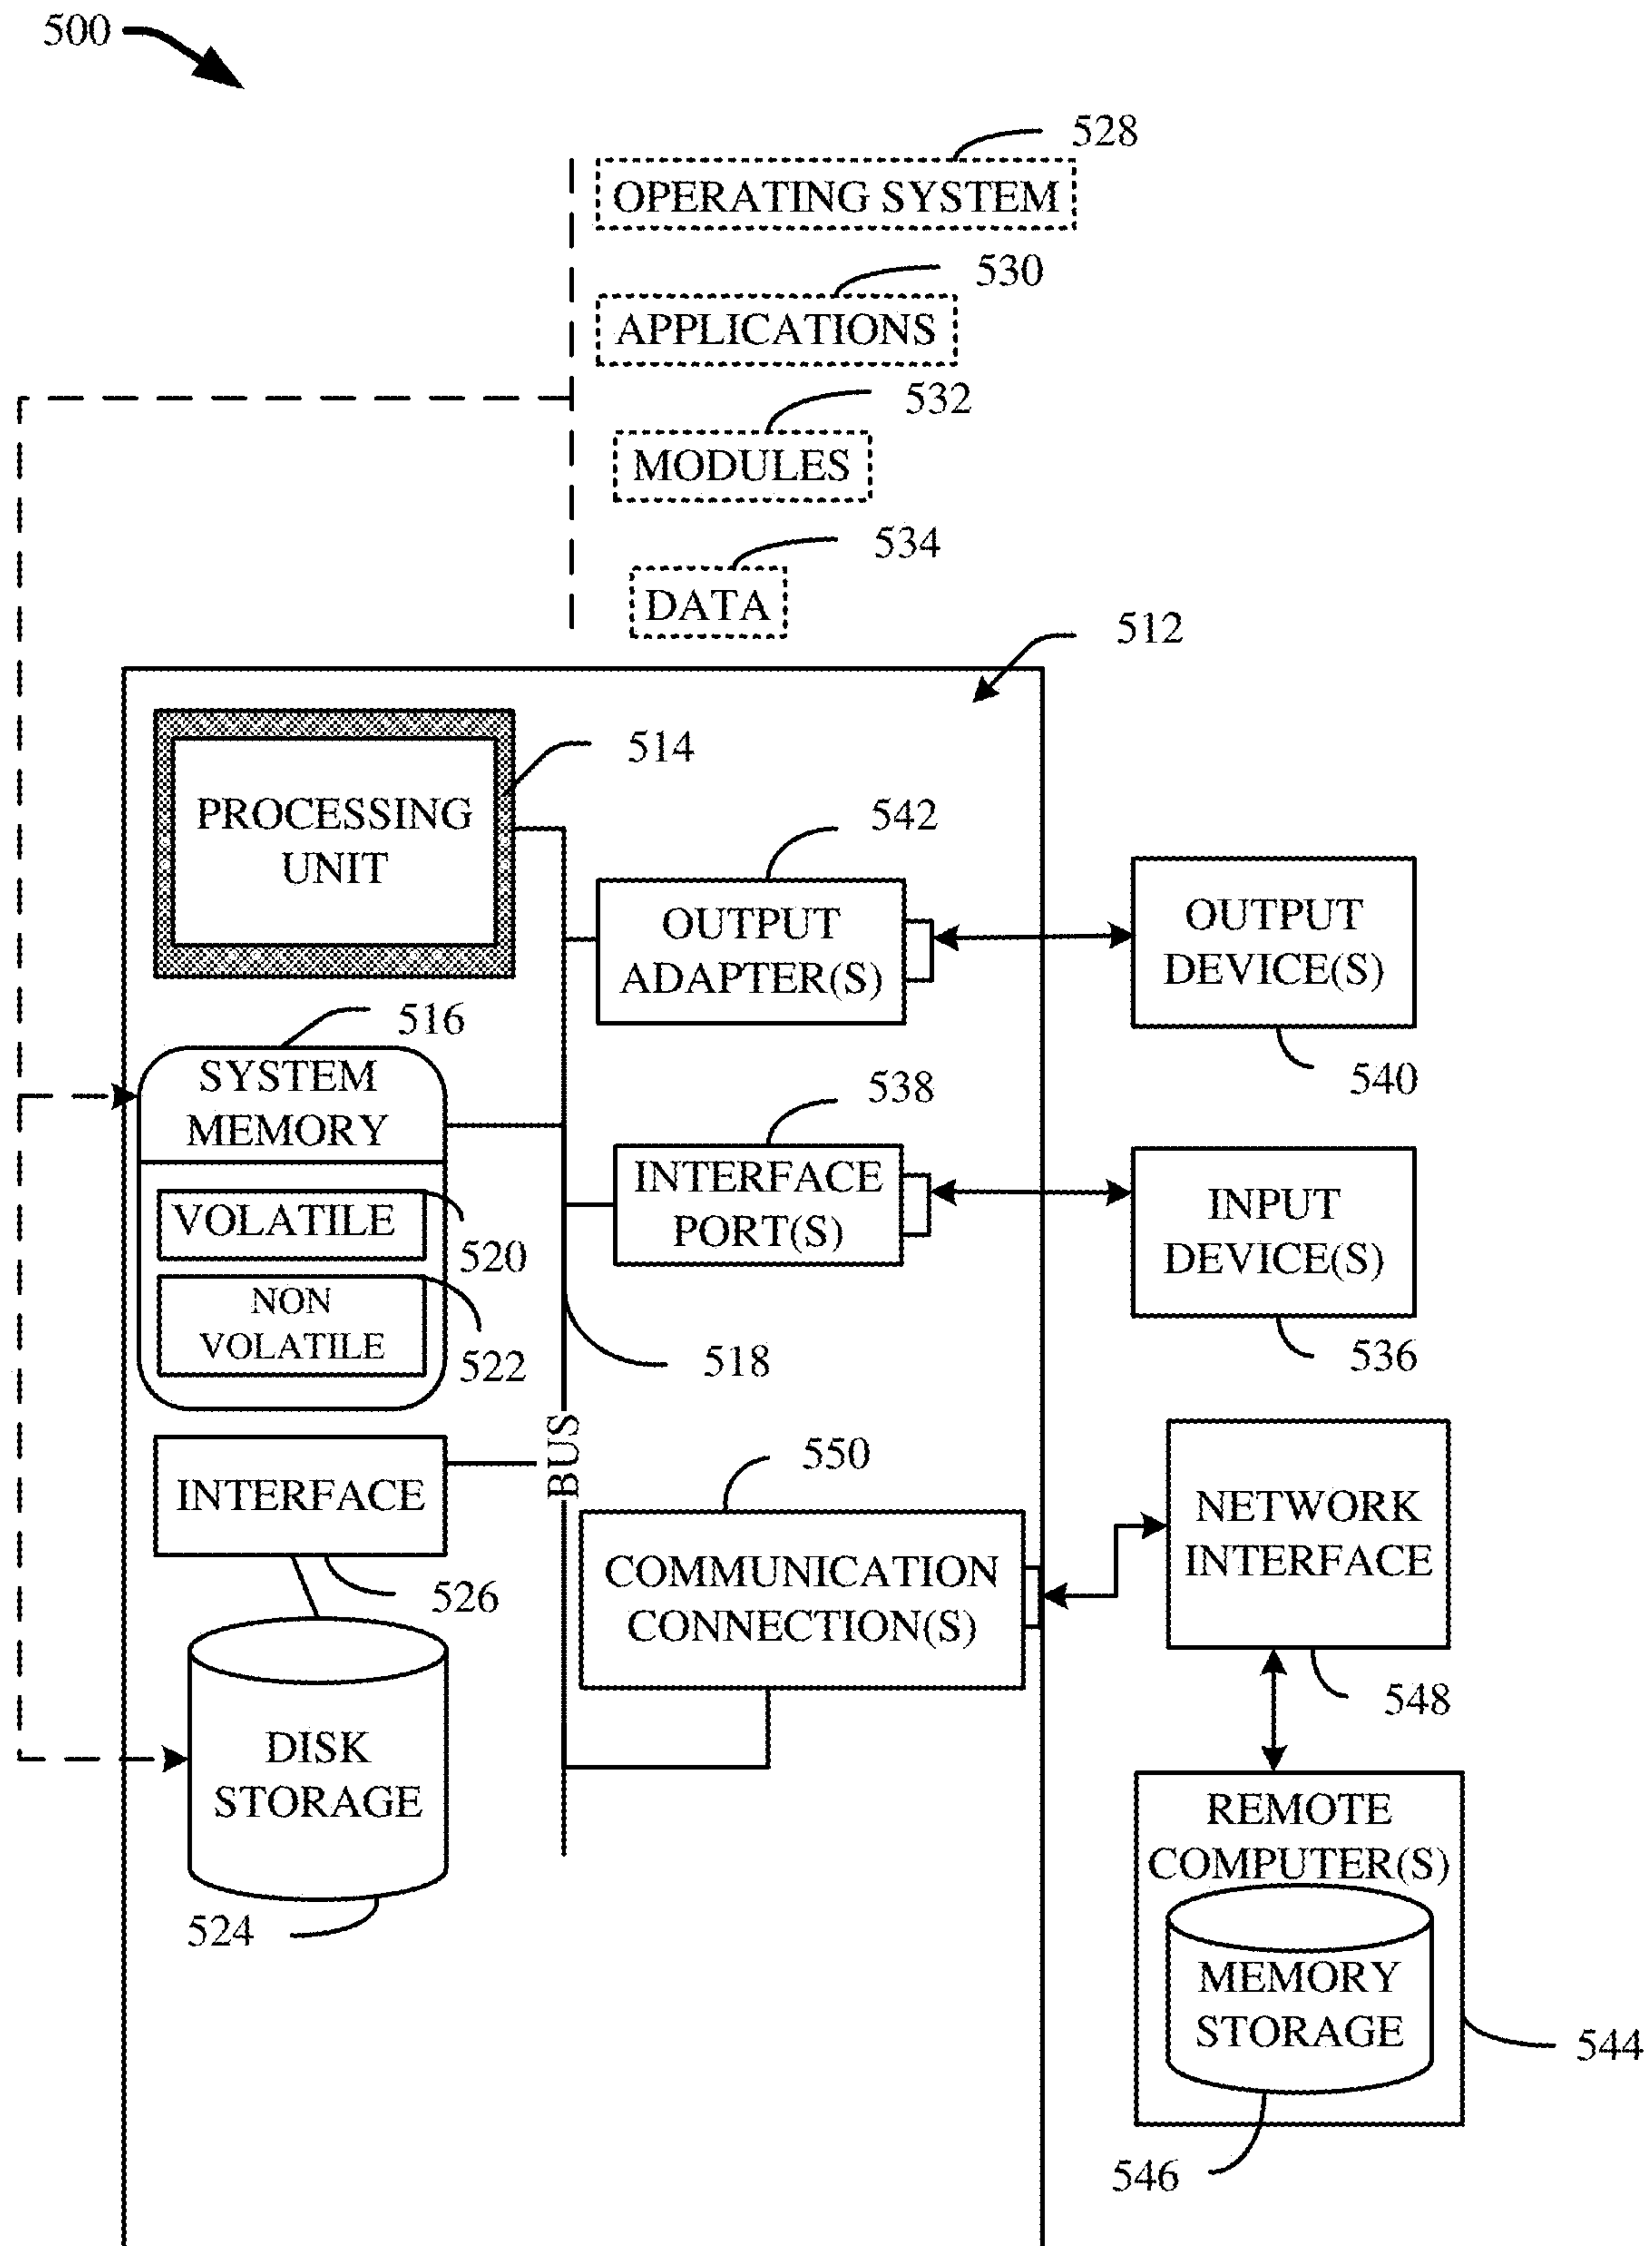 500
528
OPERATING SYSTEM
530
APPLICATIONS
532
MODULES
534
DATA
512
514
PROCESSING
UNIT
542
OUTPUT
ADAPTER(S)
OUTPUT
DEVICE(S)
540
516
SYSTEM
MEMORY
538
INTERFACE
PORT(S)
INPUT
DEVICE(S)
536
VOLATILE
520
NON
VOLATILE
522
518
BUS
INTERFACE
526
550
COMMUNICATION
CONNECTION(S)
NETWORK
INTERFACE
548
DISK
STORAGE
524
REMOTE
COMPUTER(S)
MEMORY
STORAGE
544
546